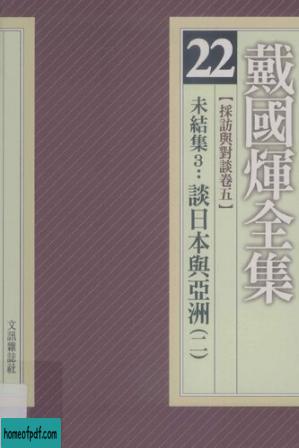 戴國煇全集
22
【採訪與對談卷五】
未結集3：談日本與亞洲（二）
文訊雜誌社
homeofpdf.com